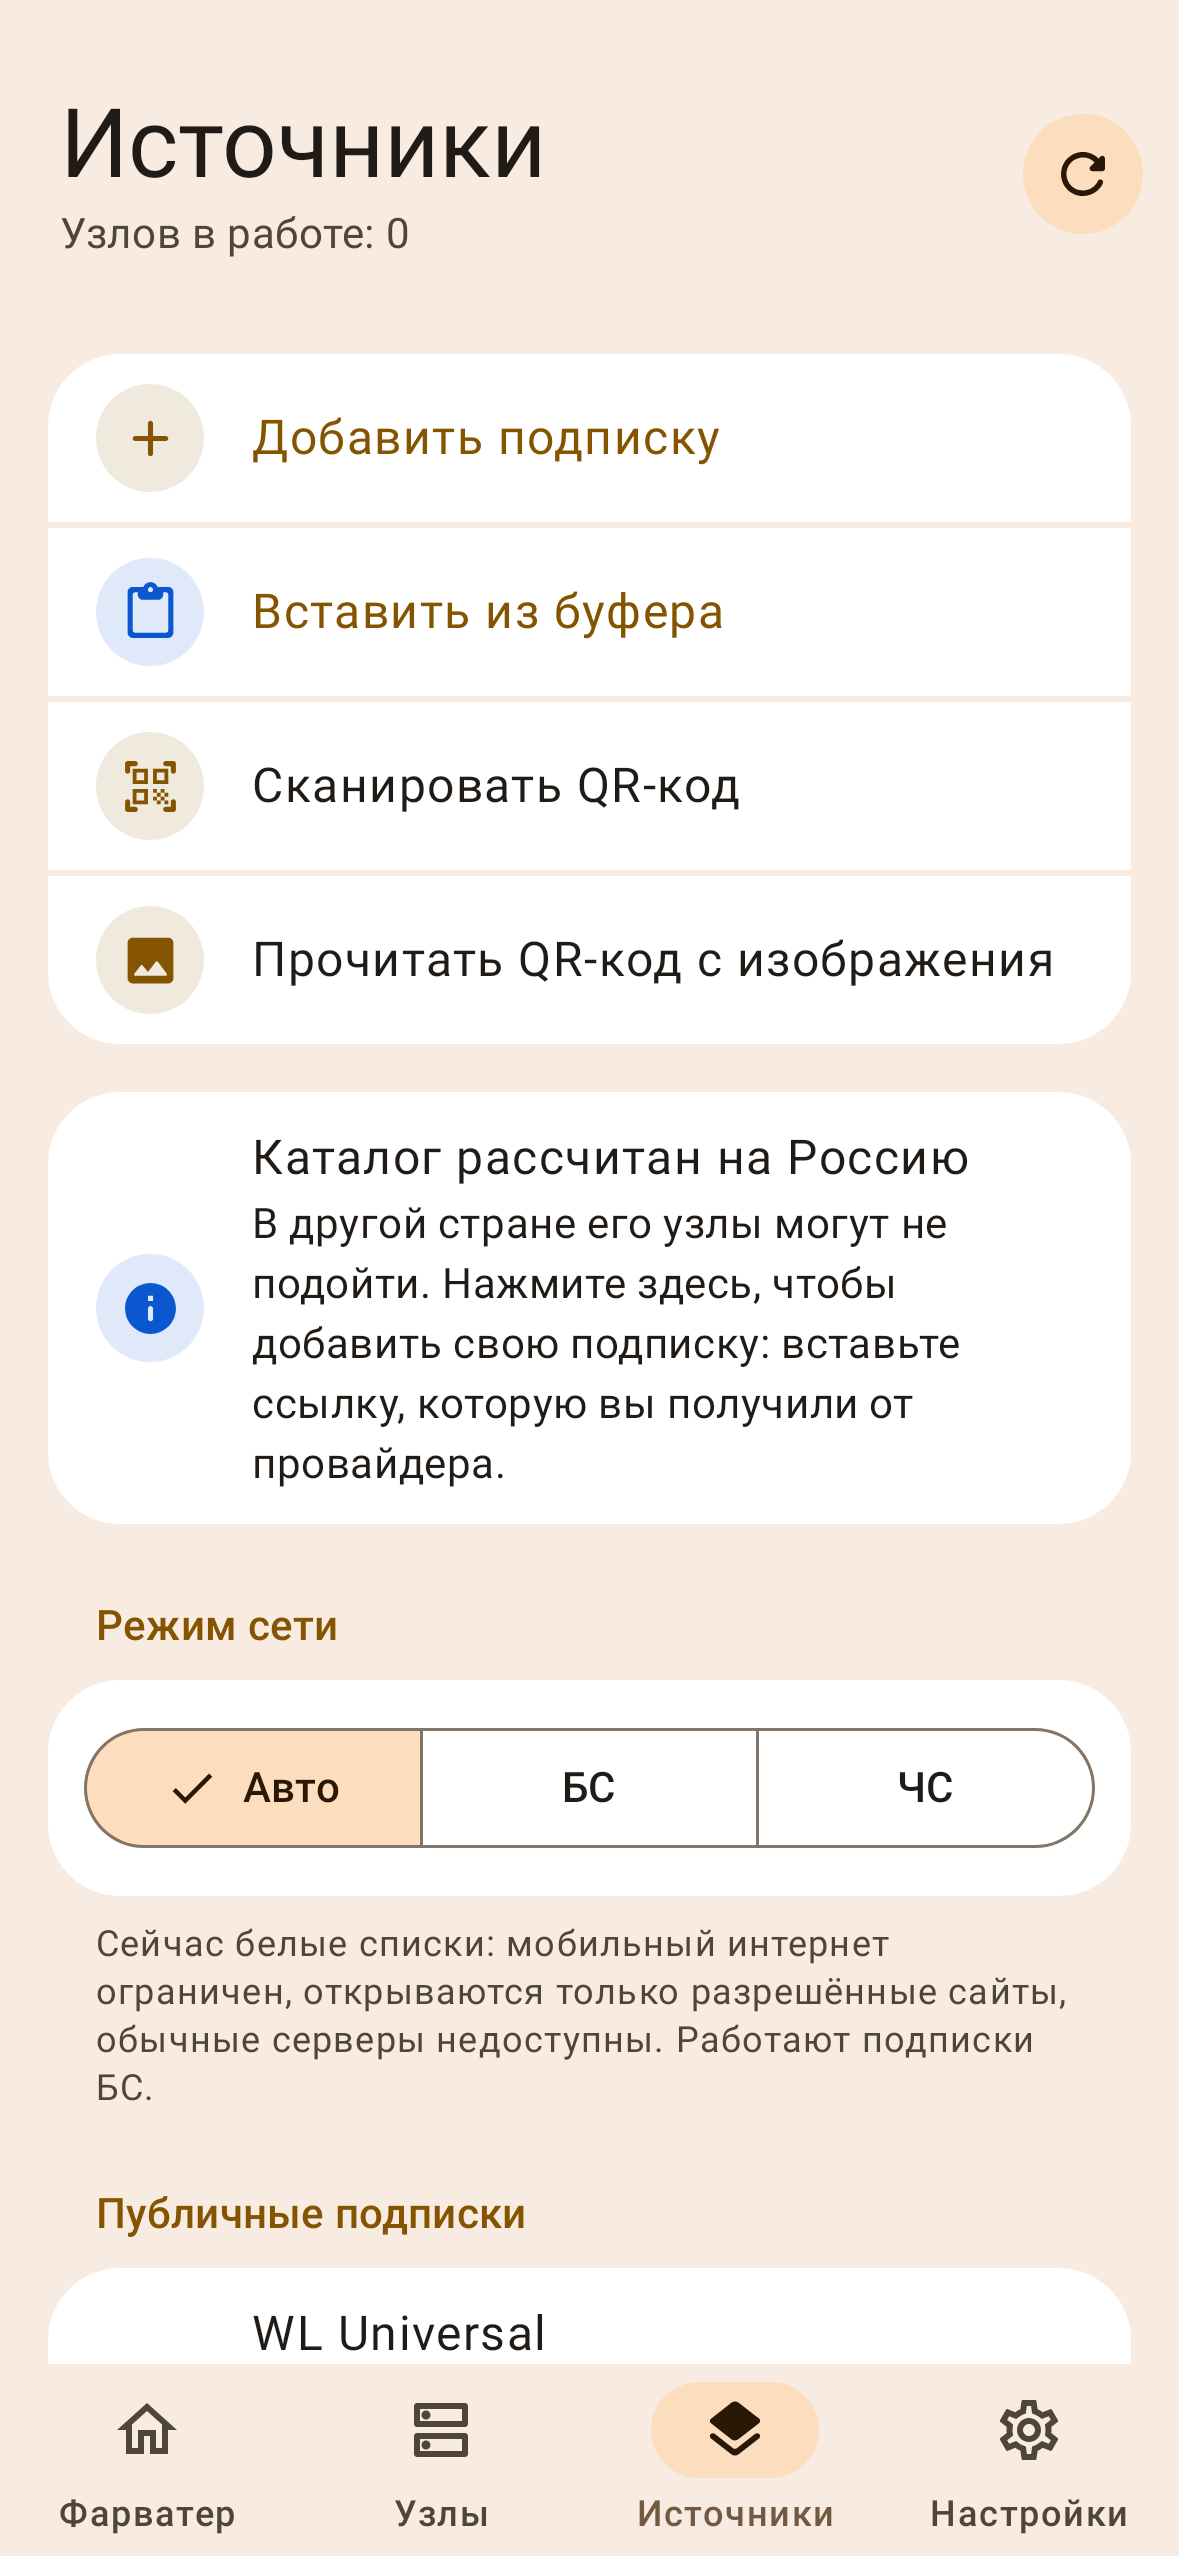 Источники
Узлов в работе: 0
Добавить подписку
Вставить из буфера
Сканировать QR-код
Прочитать QR-код с изображения
Каталог рассчитан на Россию
В другой стране его узлы могут не
подойти. Нажмите здесь, чтобы
добавить свою подписку: вставьте
ссылку, которую вы получили от
провайдера.
Режим сети
Авто
БС
ЧС
Сейчас белые списки: мобильный интернет
ограничен, открываются только разрешённые сайты,
обычные серверы недоступны. Работают подписки
БС.
Публичные подписки
WL Universal
Фарватер
Узлы
Источники
Настройки